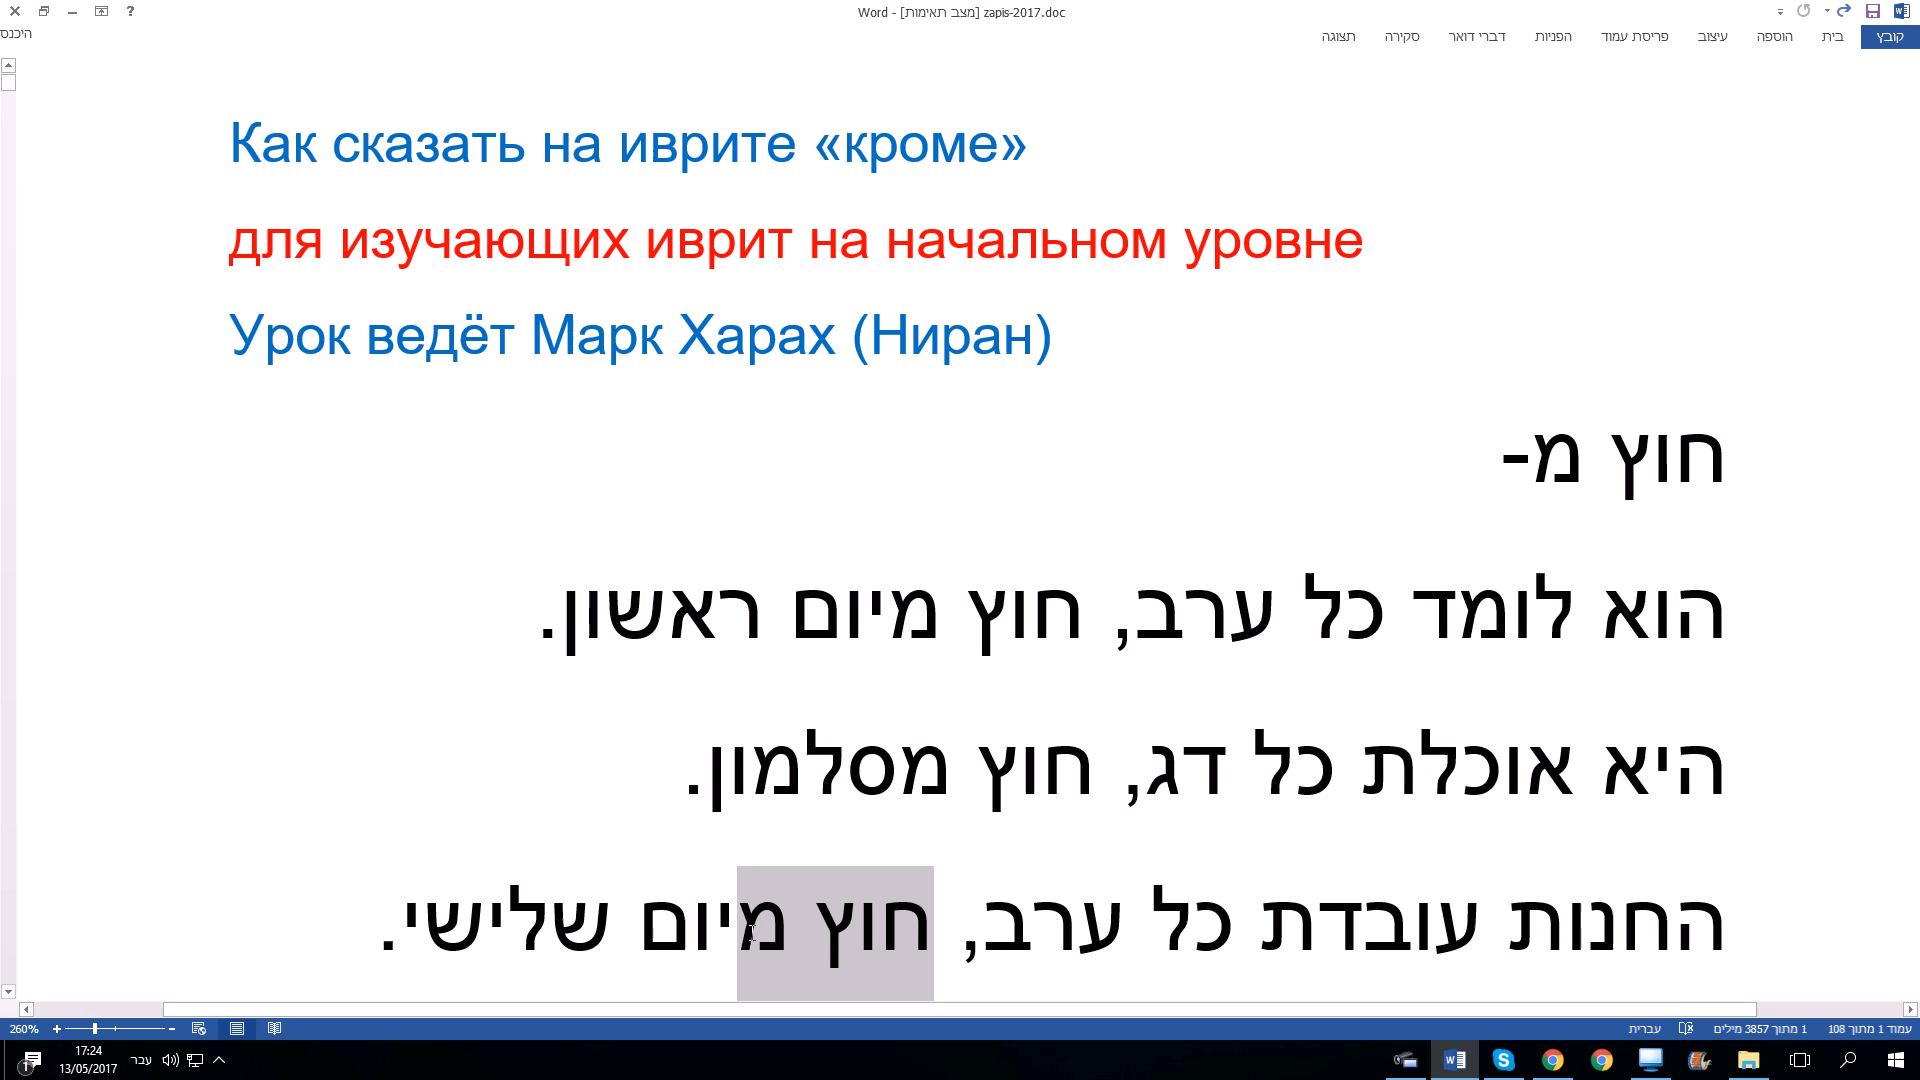 zapis-2017.doc [מצב תאימות] - Word
היכנס
קובץ בית הוספה עיצוב פריסת עמוד הפניות דברי דואר סקירה תצוגה
Как сказать на иврите «кроме»
для изучающих иврит на начальном уровне
Урок ведёт Марк Харах (Ниран)
חוץ מ-
הוא לומד כל ערב, חוץ מיום ראשון.
היא אוכלת כל דג, חוץ מסלמון.
החנות עובדת כל ערב, חוץ מיום שלישי.
עמוד 1 מתוך 108 1 מתוך 3857 מילים עברית 260%
עבר 17:24
13/05/2017
1